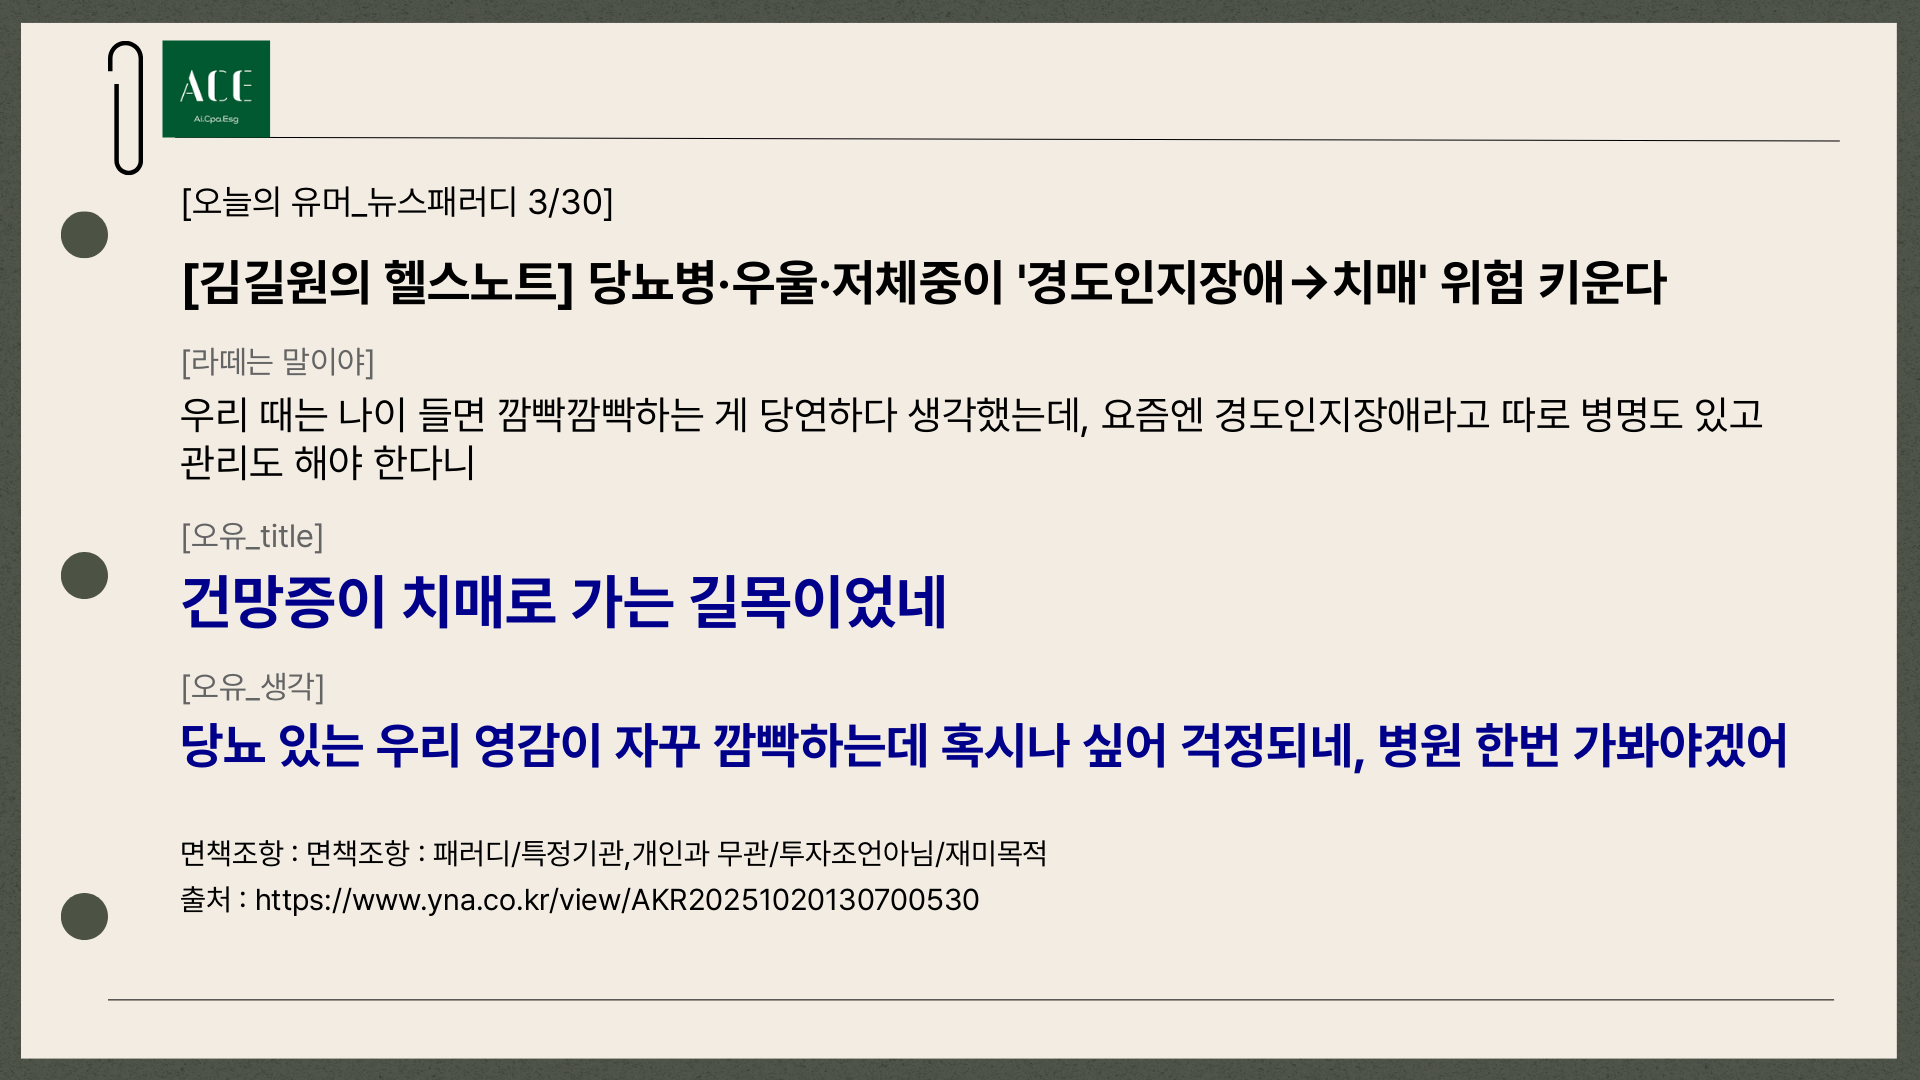 ACE
Ai.Cpa.Esg
[오늘의 유머_뉴스패러디 3/30]
[김길원의 헬스노트] 당뇨병·우울·저체중이 '경도인지장애→치매' 위험 키운다
[라떼는 말이야]
우리 때는 나이 들면 깜빡깜빡하는 게 당연하다 생각했는데, 요즘엔 경도인지장애라고 따로 병명도 있고
관리도 해야 한다니
[오유_title]
건망증이 치매로 가는 길목이었네
[오유_생각]
당뇨 있는 우리 영감이 자꾸 깜빡하는데 혹시나 싶어 걱정되네, 병원 한번 가봐야겠어
면책조항 : 면책조항 : 패러디/특정기관,개인과 무관/투자조언아님/재미목적
출처 : https://www.yna.co.kr/view/AKR20251020130700530